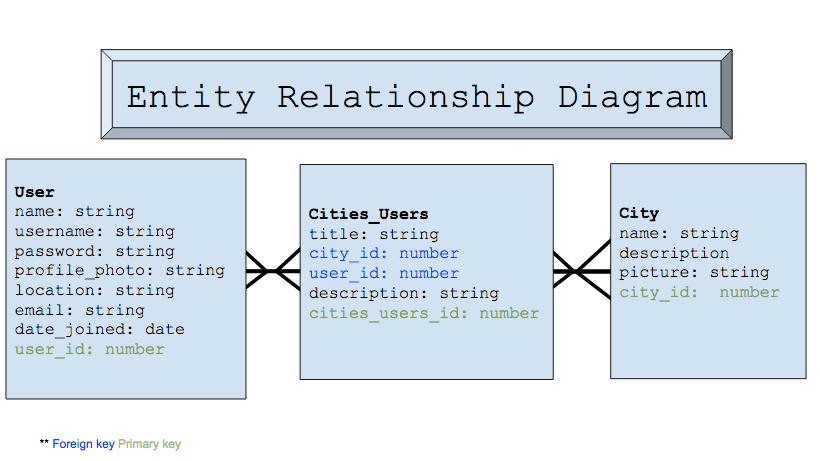 Entity Relationship Diagram
User
name: string
username: string
password: string
profile_photo: string
location: string
email: string
date_joined: date
user_id: number
Cities_Users
title: string
city_id: number
user_id: number
description: string
cities_users_id: number
City
name: string
description
picture: string
city_id:  number
** Foreign key Primary key